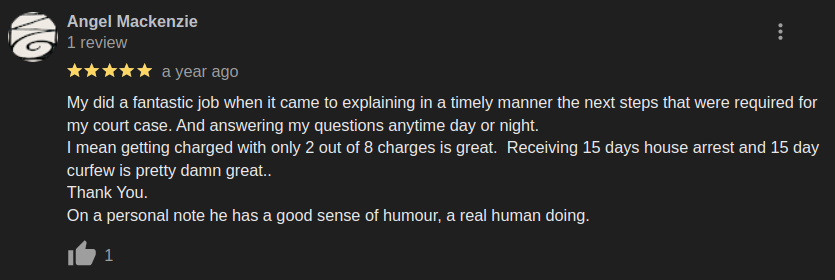 Angel Mackenzie
1 review
a year ago
My did a fantastic job when it came to explaining in a timely manner the next steps that were required for
my court case. And answering my questions anytime day or night.
I mean getting charged with only 2 out of 8 charges is great.  Receiving 15 days house arrest and 15 day
curfew is pretty damn great..
Thank You.
On a personal note he has a good sense of humour, a real human doing.
1